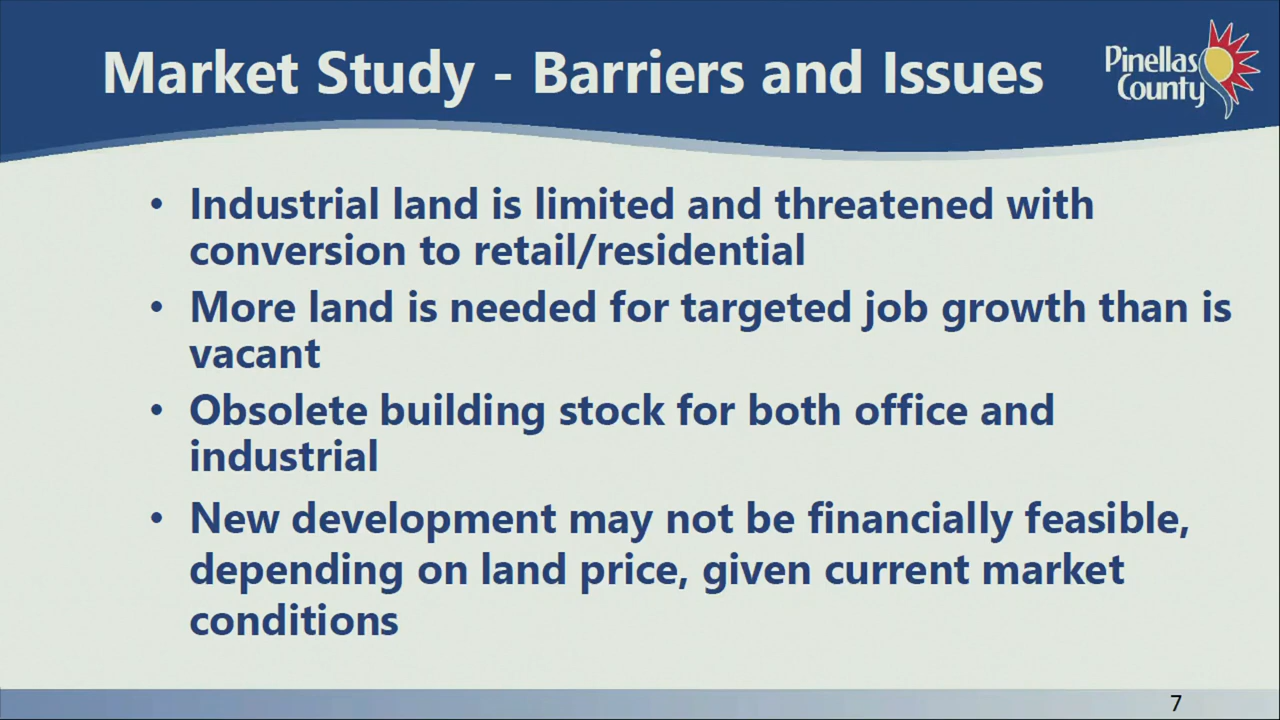 Market Study - Barriers and Issues
Pinellas
County
• Industrial land is limited and threatened with
conversion to retail/residential
• More land is needed for targeted job growth than is
vacant
• Obsolete building stock for both office and
industrial
• New development may not be financially feasible,
depending on land price, given current market
conditions
7